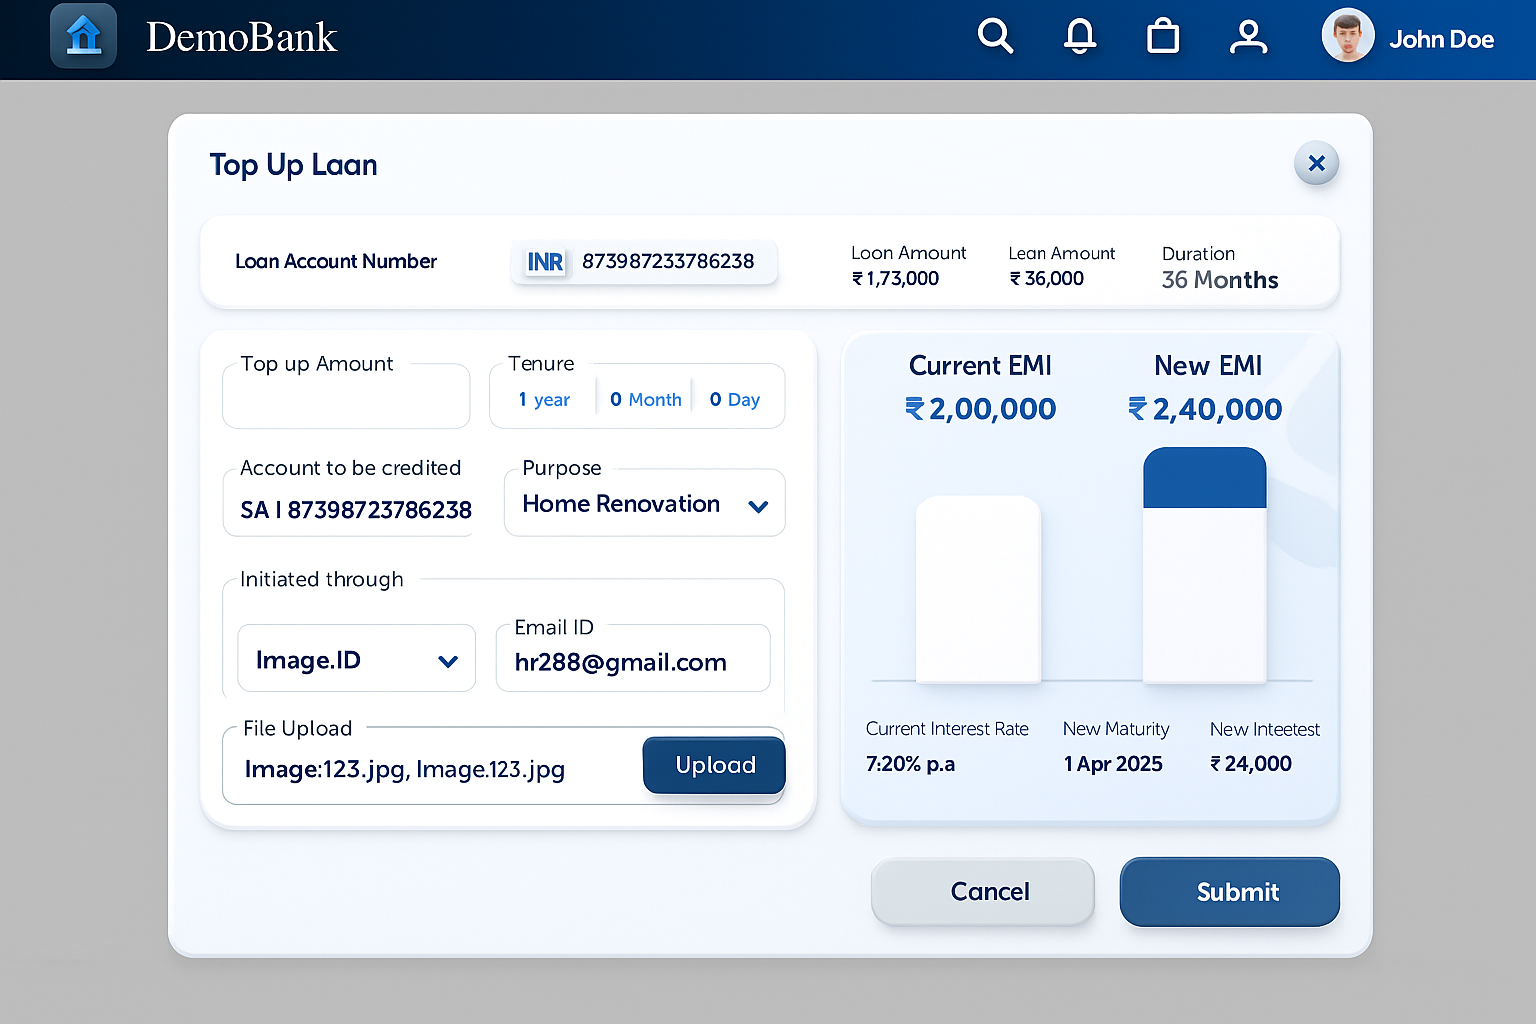 DemoBank
John Doe
Top Up Laan
Loan Account Number
INR 873987233786238
Loon Amount
₹ 1,73,000
Lean Amount
₹ 36,000
Duration
36 Months
Top up Amount
Tenure
1 year 0 Month 0 Day
Account to be credited
SA I 87398723786238
Purpose
Home Renovation
Initiated through
Image.ID
Email ID
hr288@gmail.com
File Upload
Image:123.jpg, Image.123.jpg
Upload
Current EMI
₹ 2,00,000
New EMI
₹ 2,40,000
Current Interest Rate
7:20% p.a
New Maturity
1 Apr 2025
New Inteetest
₹ 24,000
Cancel
Submit